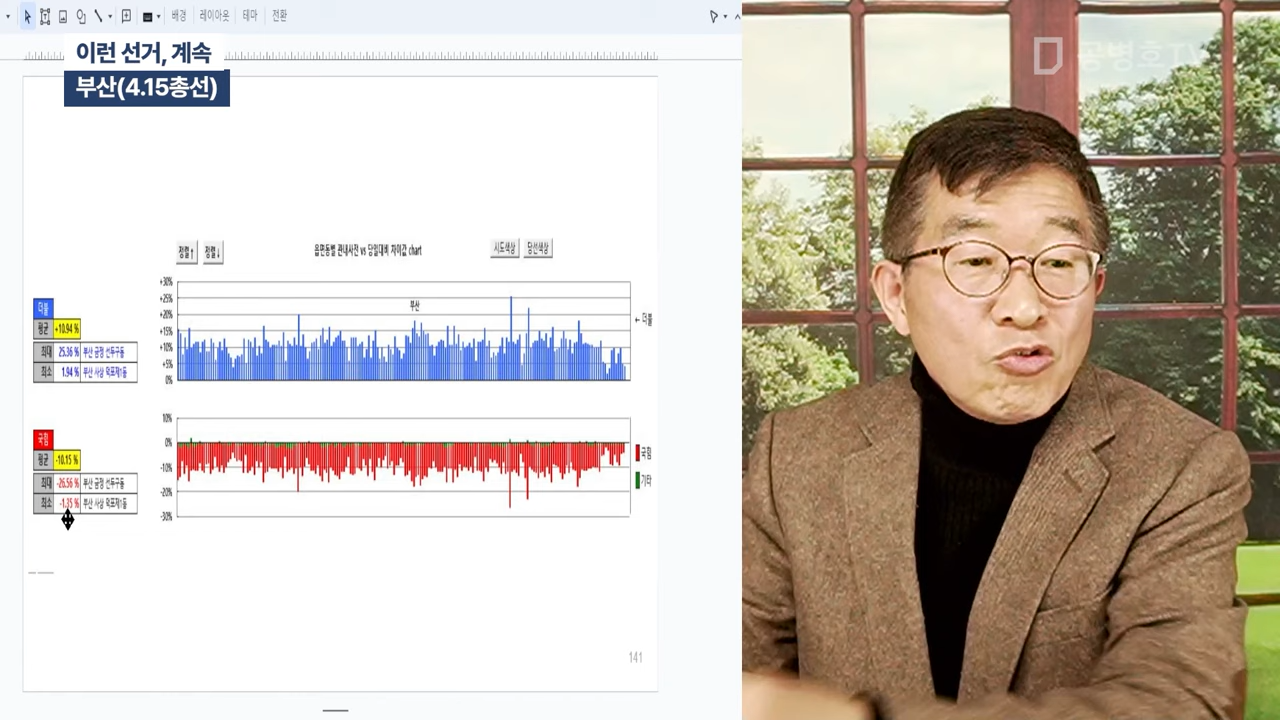 배경 레이아웃 테마 전환
이런 선거, 계속
부산(4.15총선)
공병호TV
정렬↑ 정렬↓ 읍면동별 관내사전 vs 당일대비 차이값 chart 시도색상 당선색상
+30%
+25%
+20%
+15%
+10%
+5%
0%
부산
← 더불
더불
평균 +10.94 %
최대 25.36 % 부산 금정 선두구동
최소 1.94 % 부산 사상 덕포제1동
10%
0%
-10%
-20%
-30%
국힘
기타
국힘
평균 -10.15 %
최대 -26.56 % 부산 금정 선두구동
최소 -1.35 % 부산 사상 덕포제1동
141